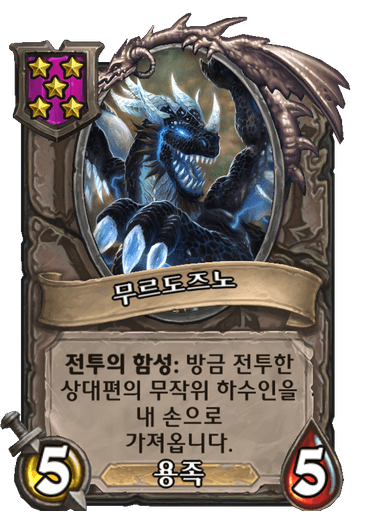 무르도즈노
전투의 함성: 방금 전투한
상대편의 무작위 하수인을
내 손으로
가져옵니다.
5
용족
5